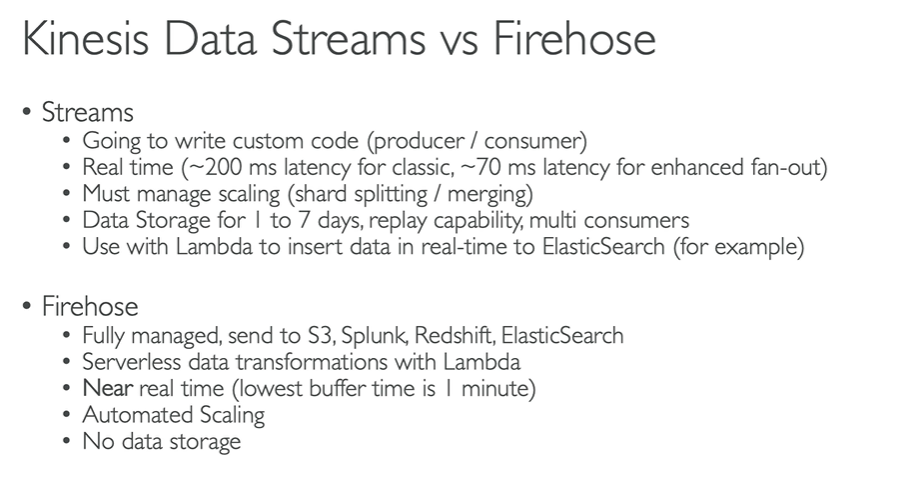 Kinesis Data Streams vs Firehose
• Streams
• Going to write custom code (producer / consumer)
• Real time (~200 ms latency for classic, ~70 ms latency for enhanced fan-out)
• Must manage scaling (shard splitting / merging)
• Data Storage for 1 to 7 days, replay capability, multi consumers
• Use with Lambda to insert data in real-time to ElasticSearch (for example)
• Firehose
• Fully managed, send to S3, Splunk, Redshift, ElasticSearch
• Serverless data transformations with Lambda
• Near real time (lowest buffer time is 1 minute)
• Automated Scaling
• No data storage